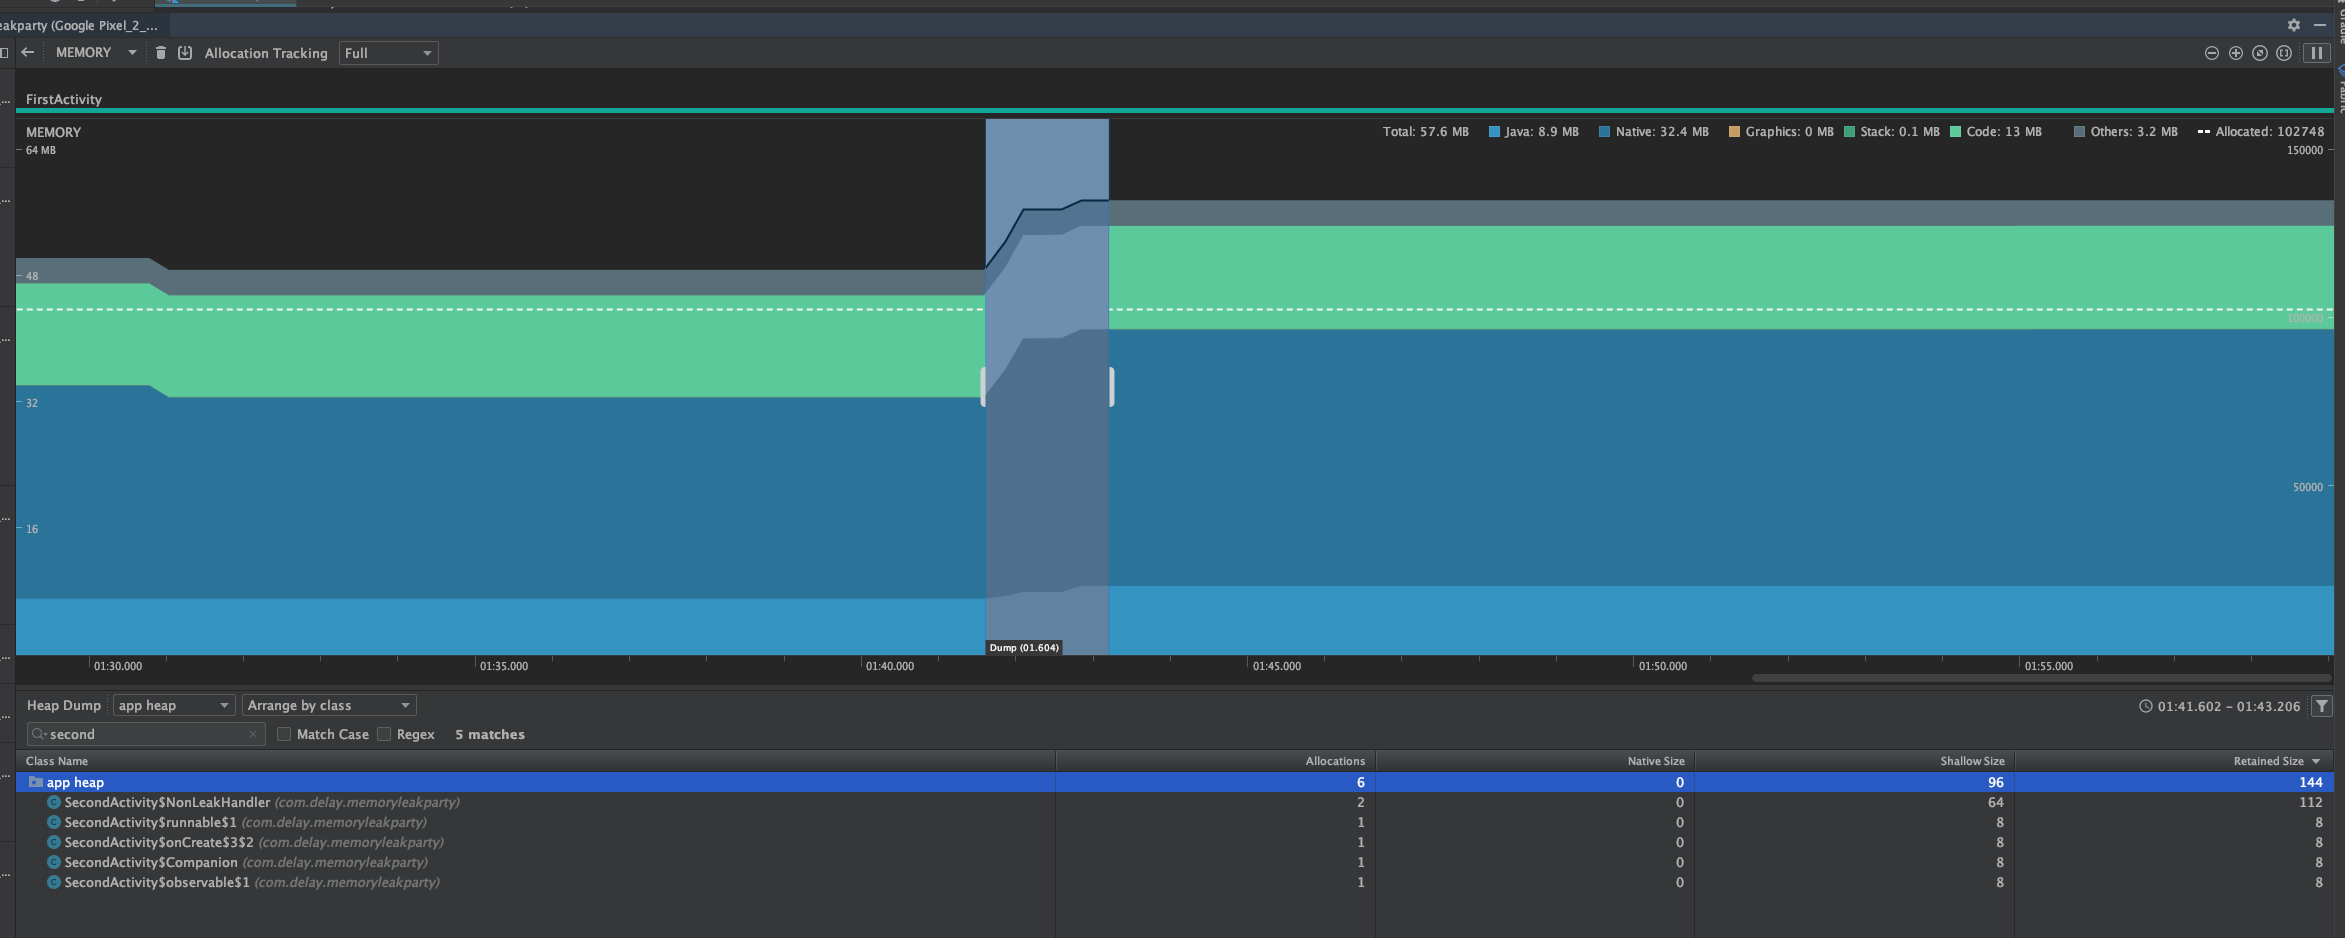 eakparty (Google Pixel_2_...
MEMORY Allocation Tracking Full
FirstActivity
MEMORY Total: 57.6 MB Java: 8.9 MB Native: 32.4 MB Graphics: 0 MB Stack: 0.1 MB Code: 13 MB Others: 3.2 MB Allocated: 102748
64 MB 150000
48
100000
32
50000
16
Dump (01.604)
01:30.000 01:35.000 01:40.000 01:45.000 01:50.000 01:55.000
Heap Dump app heap Arrange by class 01:41.602 - 01:43.206
second Match Case Regex 5 matches
Class Name Allocations Native Size Shallow Size Retained Size
app heap 6 0 96 144
SecondActivity$NonLeakHandler (com.delay.memoryleakparty) 2 0 64 112
SecondActivity$runnable$1 (com.delay.memoryleakparty) 1 0 8 8
SecondActivity$onCreate$3$2 (com.delay.memoryleakparty) 1 0 8 8
SecondActivity$Companion (com.delay.memoryleakparty) 1 0 8 8
SecondActivity$observable$1 (com.delay.memoryleakparty) 1 0 8 8